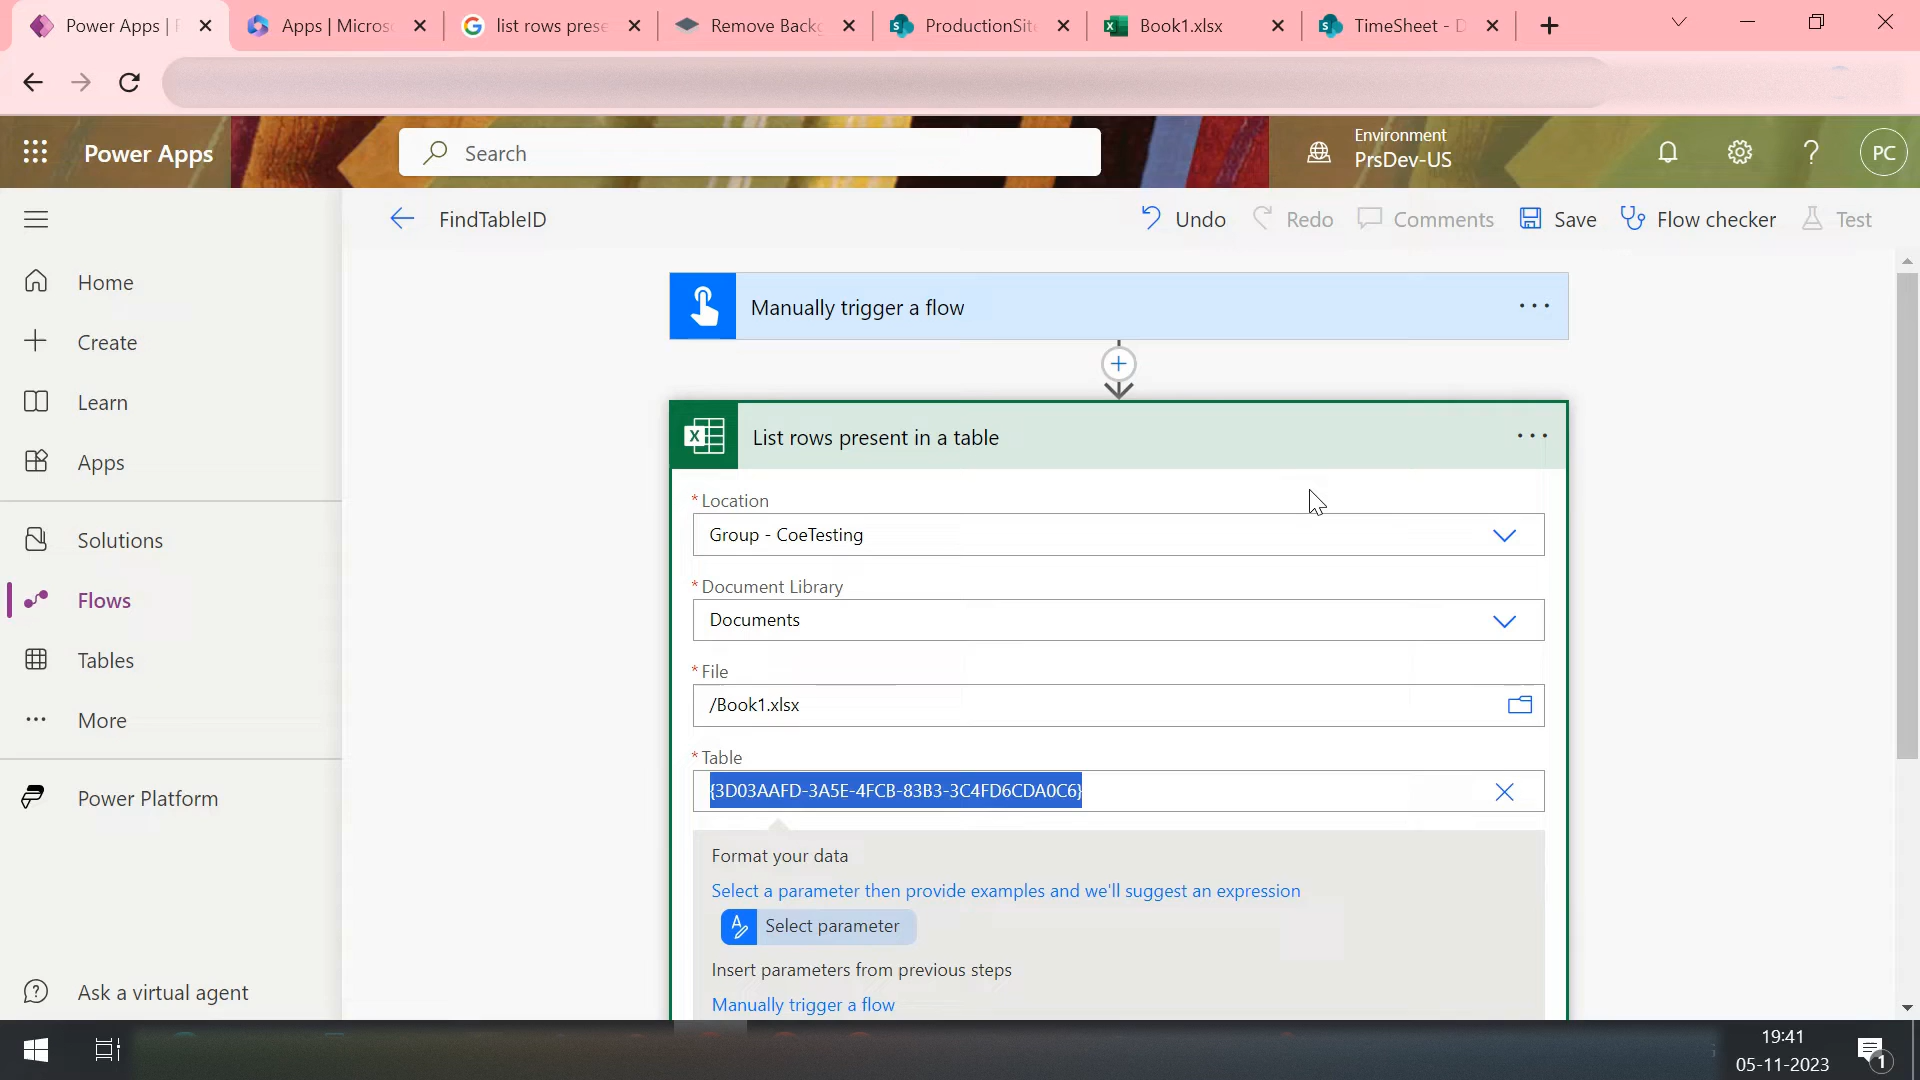 Power Apps | P
Apps | Microso
list rows prese
Remove Backg
ProductionSite
Book1.xlsx
TimeSheet - D
Power Apps
Search
Environment
PrsDev-US
PC
FindTableID
Undo
Redo
Comments
Save
Flow checker
Test
Home
Create
Learn
Apps
Solutions
Flows
Tables
More
Power Platform
Ask a virtual agent
Manually trigger a flow
List rows present in a table
* Location
Group - CoeTesting
* Document Library
Documents
* File
/Book1.xlsx
* Table
{3D03AAFD-3A5E-4FCB-83B3-3C4FD6CDA0C6}
Format your data
Select a parameter then provide examples and we'll suggest an expression
Select parameter
Insert parameters from previous steps
Manually trigger a flow
19:41
05-11-2023
1